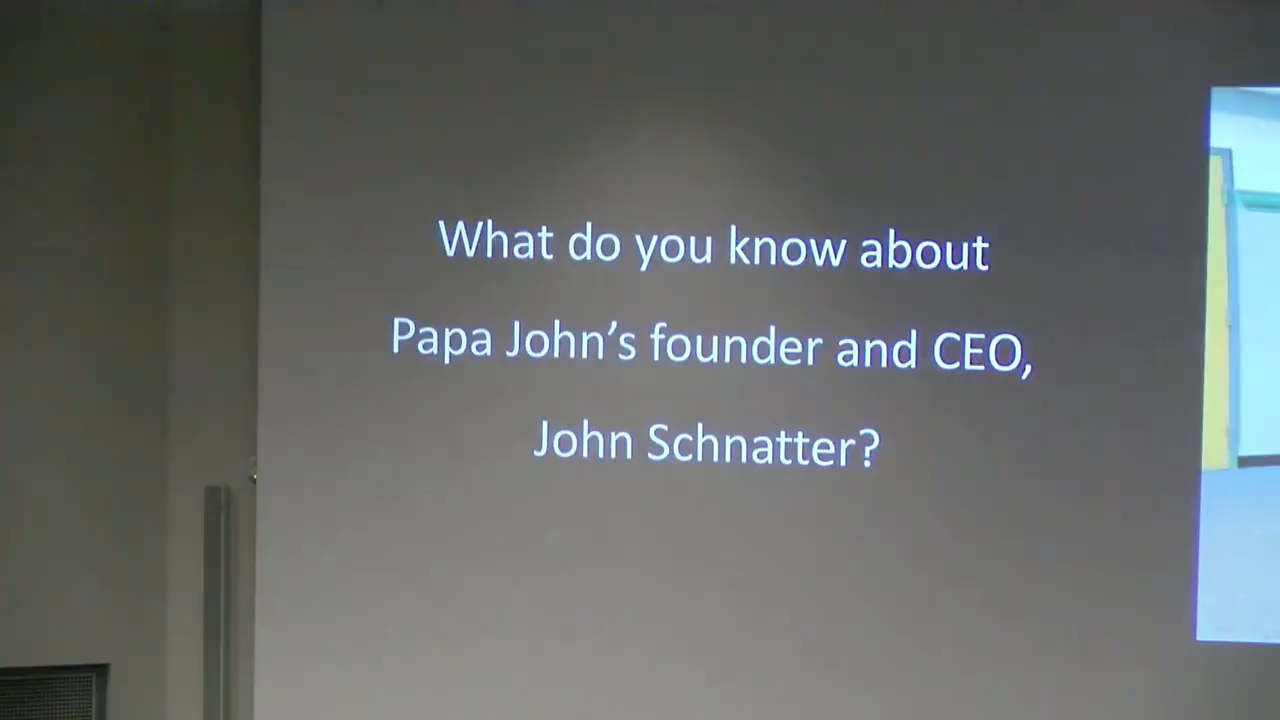 What do you know about
Papa John’s founder and CEO,
John Schnatter?